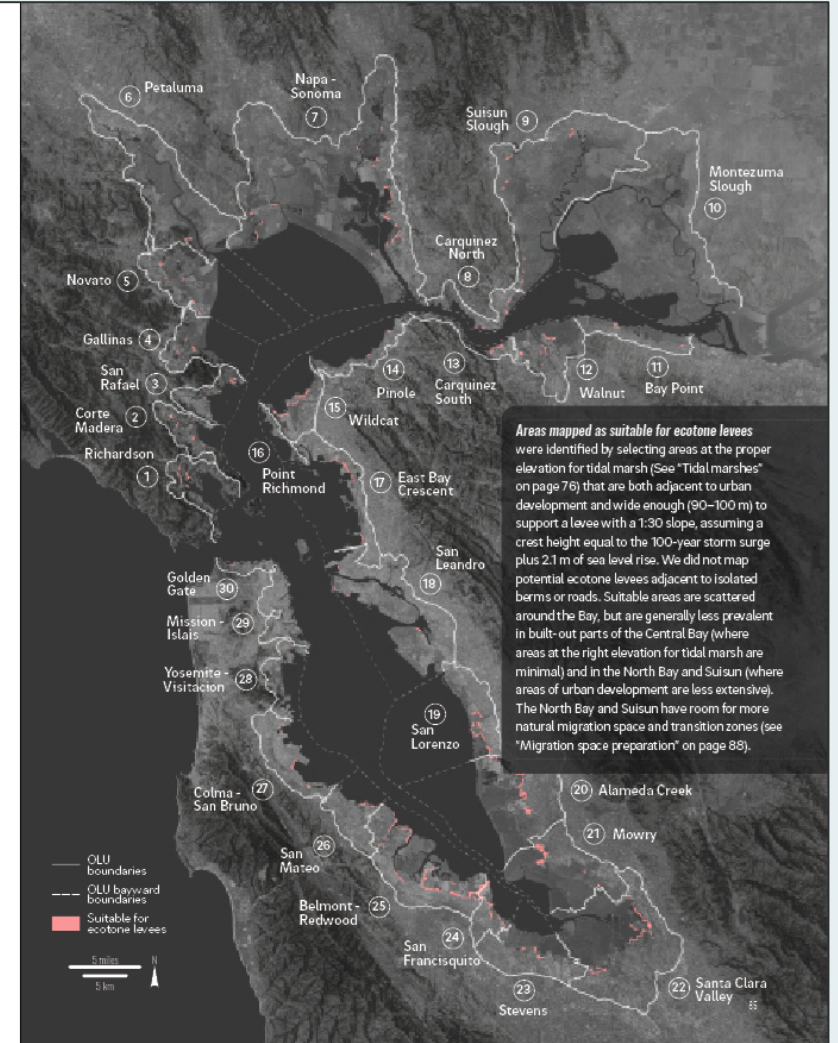 Petaluma
6
Napa -
Sonoma
7
Suisun
Slough
9
Montezuma
Slough
10
Carquinez
North
8
Novato
5
Gallinas
4
San
Rafael
3
Corte
Madera
2
Richardson
1
14
Pinole
13
Carquinez
South
12
Walnut
11
Bay Point
15
Wildcat
16
Point
Richmond
17
East Bay
Crescent
Areas mapped as suitable for ecotone levees
were identified by selecting areas at the proper
elevation for tidal marsh (See "Tidal marshes"
on page 76) that are both adjacent to urban
development and wide enough (90–100 m) to
support a levee with a 1:30 slope, assuming a
crest height equal to the 100-year storm surge
plus 2.1 m of sea level rise. We did not map
potential ecotone levees adjacent to isolated
berms or roads. Suitable areas are scattered
around the Bay, but are generally less prevalent
in built-out parts of the Central Bay (where
areas at the right elevation for tidal marsh are
minimal) and in the North Bay and Suisun (where
areas of urban development are less extensive).
The North Bay and Suisun have room for more
natural migration space and transition zones (see
"Migration space preparation" on page 88).
San
Leandro
18
Golden
Gate
30
Mission -
Islais
29
Yosemite -
Visitacion
28
19
San
Lorenzo
Colma -
San Bruno
27
20
Alameda Creek
21
Mowry
San
Mateo
26
Belmont -
Redwood
25
San
Francisquito
24
23
Stevens
22
Santa Clara
Valley
85
OLU
boundaries
OLU bayward
boundaries
Suitable for
ecotone levees
5 miles
5 km
N